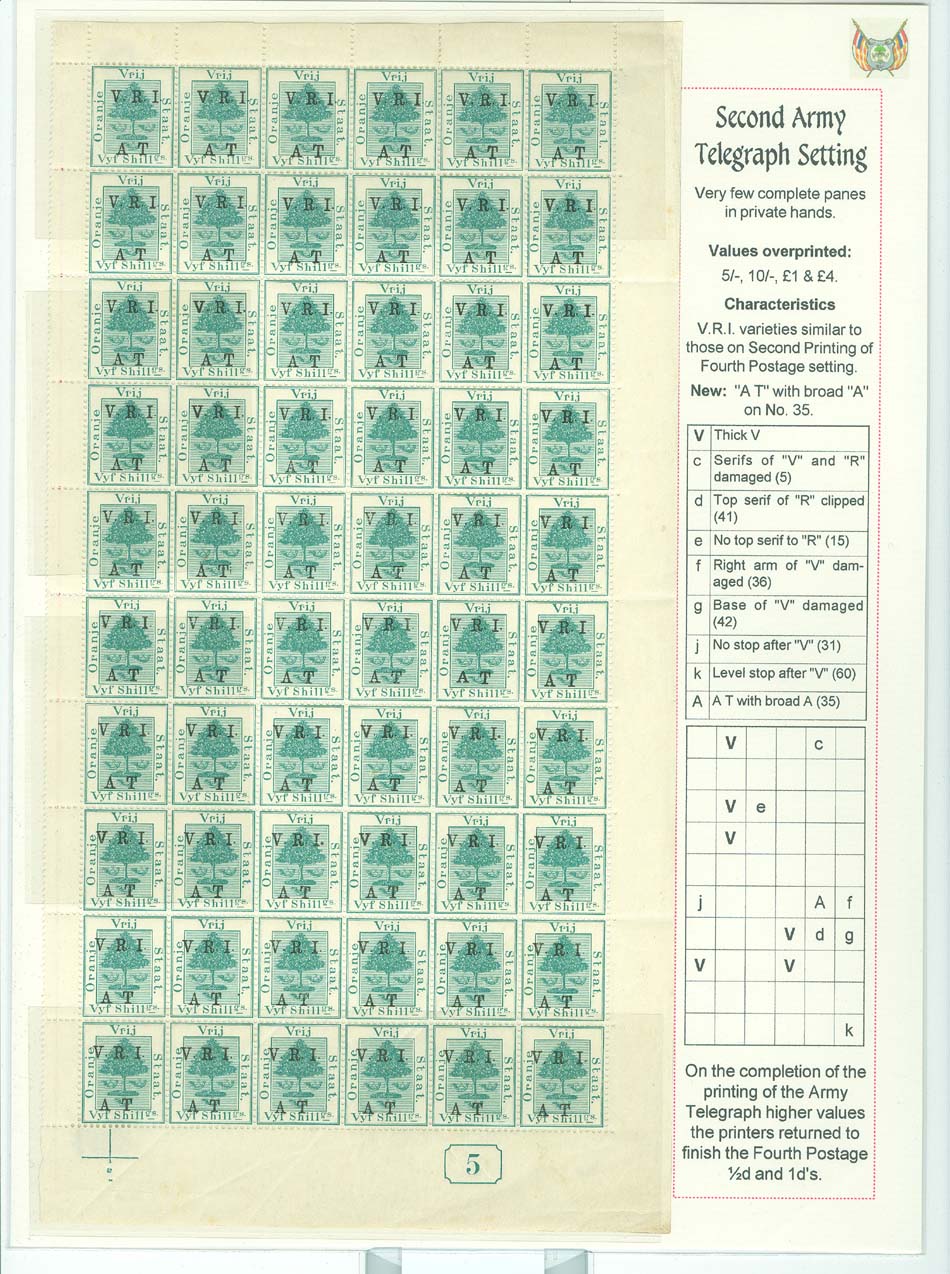 Vrij
V. R. I.
Oranje
Staat.
A T
Vyf Shillgs.
5
Second Army
Telegraph Setting
Very few complete panes
in private hands.
Values overprinted:
5/-, 10/-, £1 & £4.
Characteristics
V.R.I. varieties similar to
those on Second Printing of
Fourth Postage setting.
New: "A T" with broad "A"
on No. 35.
V Thick V
c Serifs of "V" and "R"
damaged (5)
d Top serif of "R" clipped
(41)
e No top serif to "R" (15)
f Right arm of "V" dam-
aged (36)
g Base of "V" damaged
(42)
j No stop after "V" (31)
k Level stop after "V" (60)
A A T with broad A (35)
V c
V e
V
j A f
V d g
V V
k
On the completion of the
printing of the Army
Telegraph higher values
the printers returned to
finish the Fourth Postage
½d and 1d's.